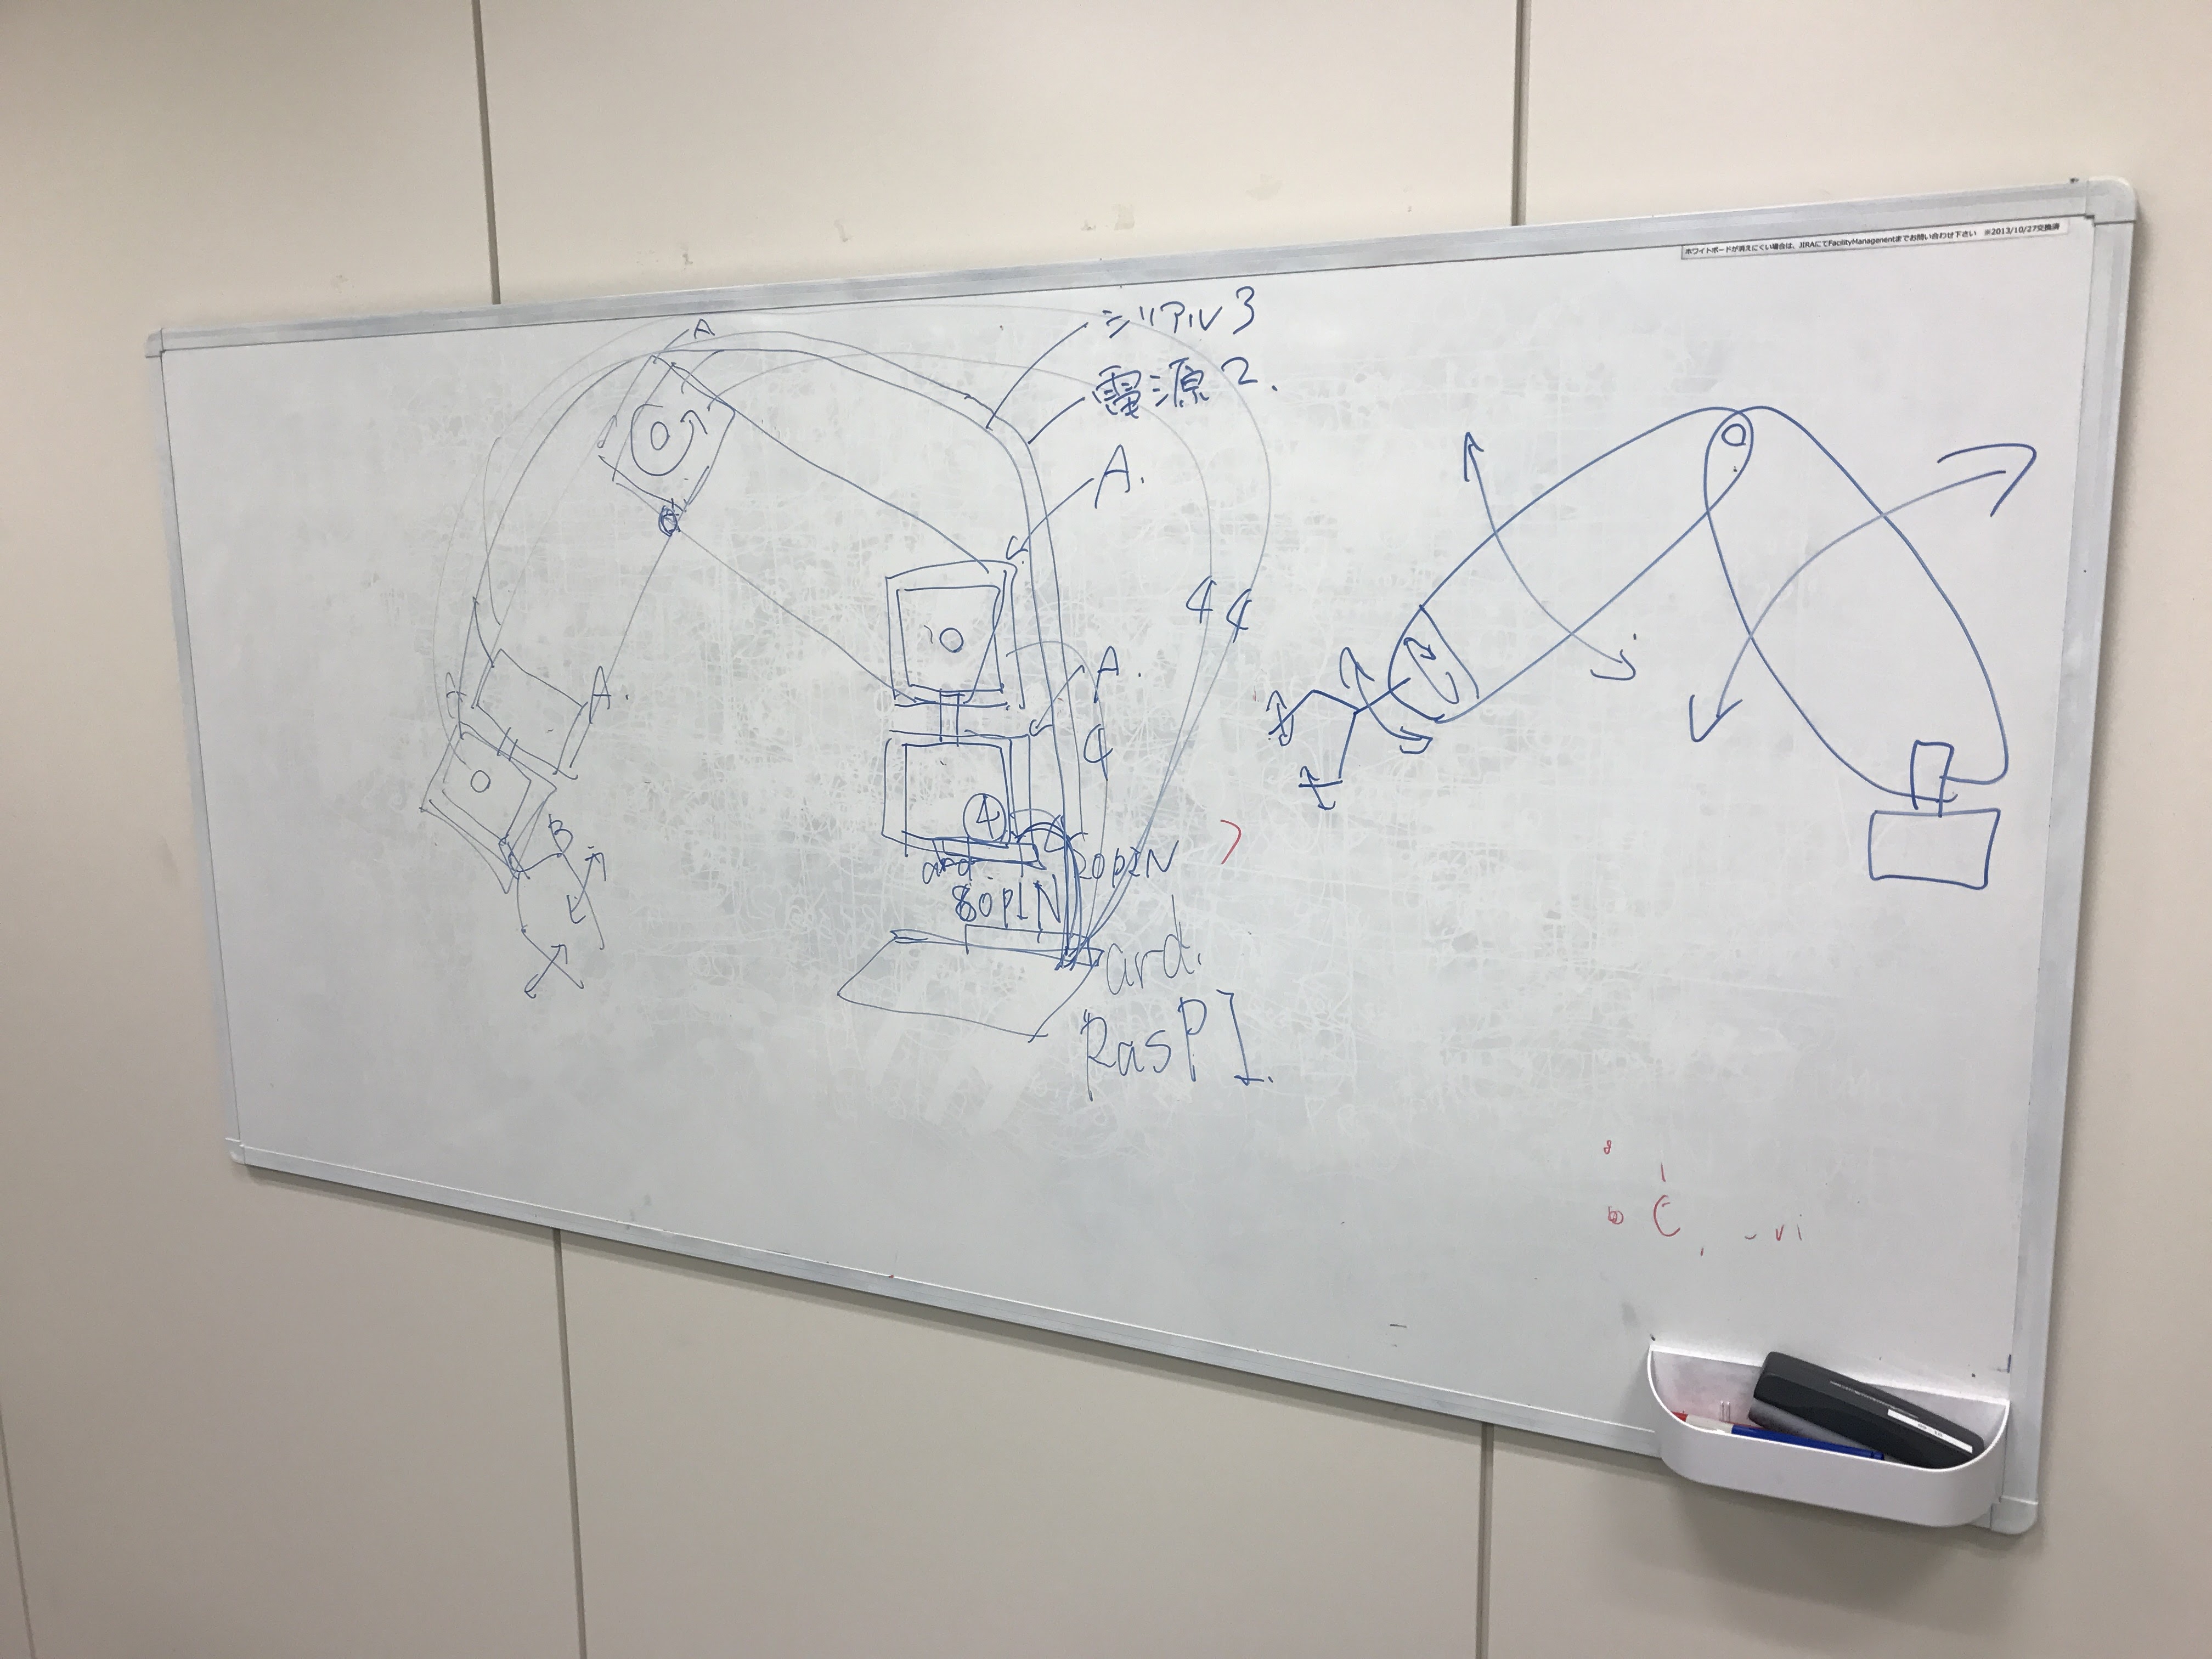 ホワイトボードが消えにくい場合は、JIRAにてFacilityManagementまでお問い合わせ下さい ※2013/10/27交換済
A
シリアル3
電源2.
A.
4 4
A.
A.
4
4
B
and.
20pIN
80pIN
ard.
RasPI.